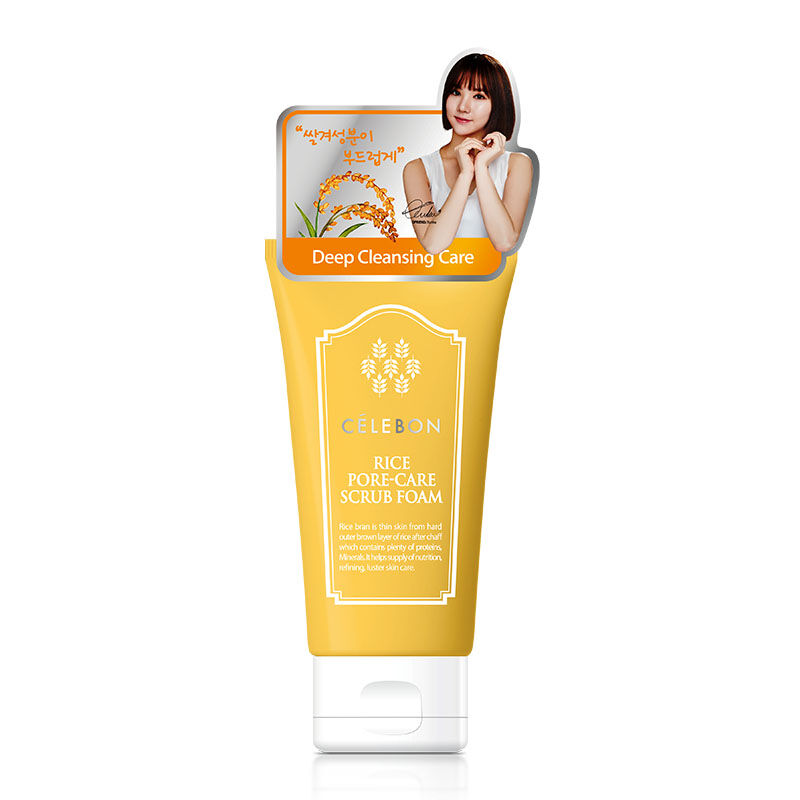 “쌀겨성분이
부드럽게”
Deep Cleansing Care
CÉLEBON
RICE
PORE-CARE
SCRUB FOAM
Rice bran is thin skin from hard
outer brown layer of rice after chaff
which contains plenty of proteins,
Minerals. It helps supply of nutrition,
refining, luster skin care.